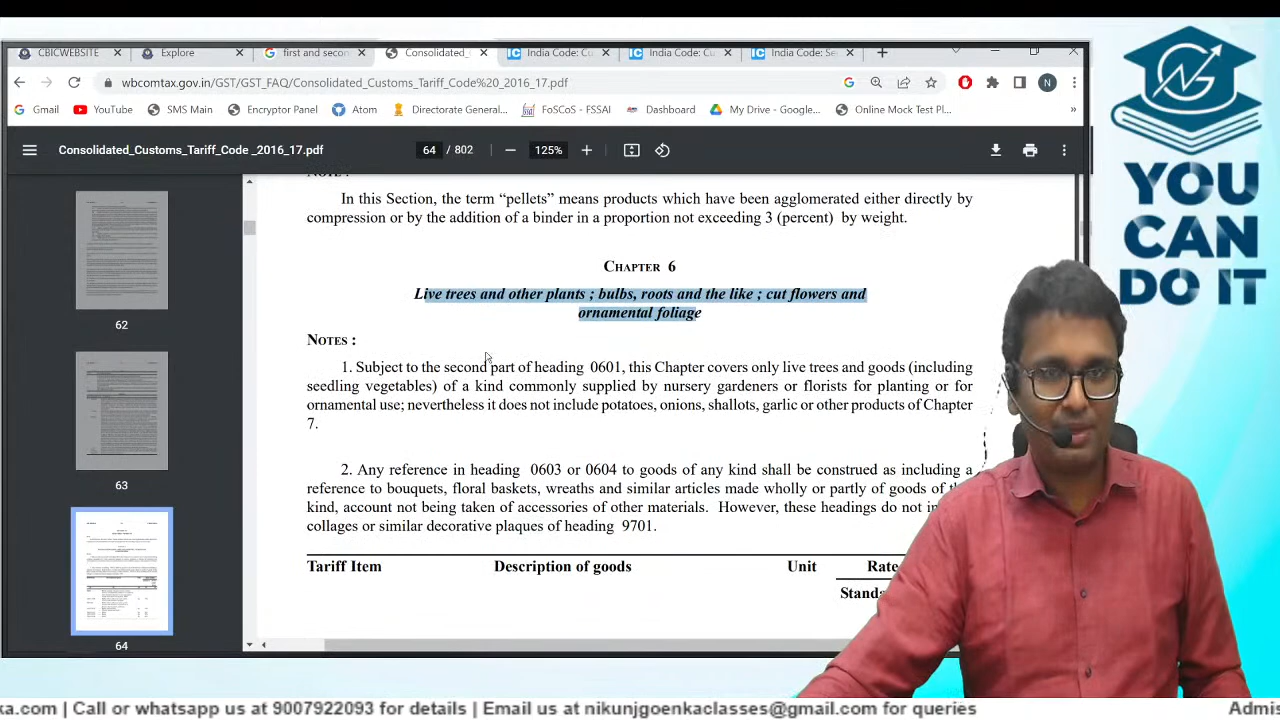 CBICWEBSITE
Explore
first and secon
Consolidated_
India Code: Cu
India Code: Cu
India Code: Se
wbcomtax.gov.in/GST/GST_FAQ/Consolidated_Customs_Tariff_Code%20_2016_17.pdf
N
Gmail
YouTube
SMS Main
Encryptor Panel
Atom
Directorate Gener
FoSCoS - FSSAI
Dashboard
My Drive - Google...
Online Mock Test Pl...
Consolidated_Customs_Tariff_Code _2016_17.pdf
64 / 802
125%
62
63
64
In this Section, the term “pellets” means products which have been agglomerated either directly by
compression or by the addition of a binder in a proportion not exceeding 3 (percent) by weight.
CHAPTER 6
Live trees and other plants ; bulbs, roots and the like ; cut flowers and
ornamental foliage
NOTES :
1. Subject to the second part of heading 0601, this Chapter covers only live trees and goods (including
seedling vegetables) of a kind commonly supplied by nursery gardeners or florists for planting or for
ornamental use; nevertheless it does not include potatoes, onions, shallots, garlic or other products of Chapter
7.
2. Any reference in heading 0603 or 0604 to goods of any kind shall be construed as including a
reference to bouquets, floral baskets, wreaths and similar articles made wholly or partly of goods of
kind, account not being taken of accessories of other materials. However, these headings do not
collages or similar decorative plaques of heading 9701.
Tariff Item
Description of goods
Unit
Rate
Standa
NG
YOU
CAN
DO IT
ka.com | Call or whatsapp us at 9007922093 for details | Email us at nikunjgoenkaclasses@gmail.com for queries
Admis